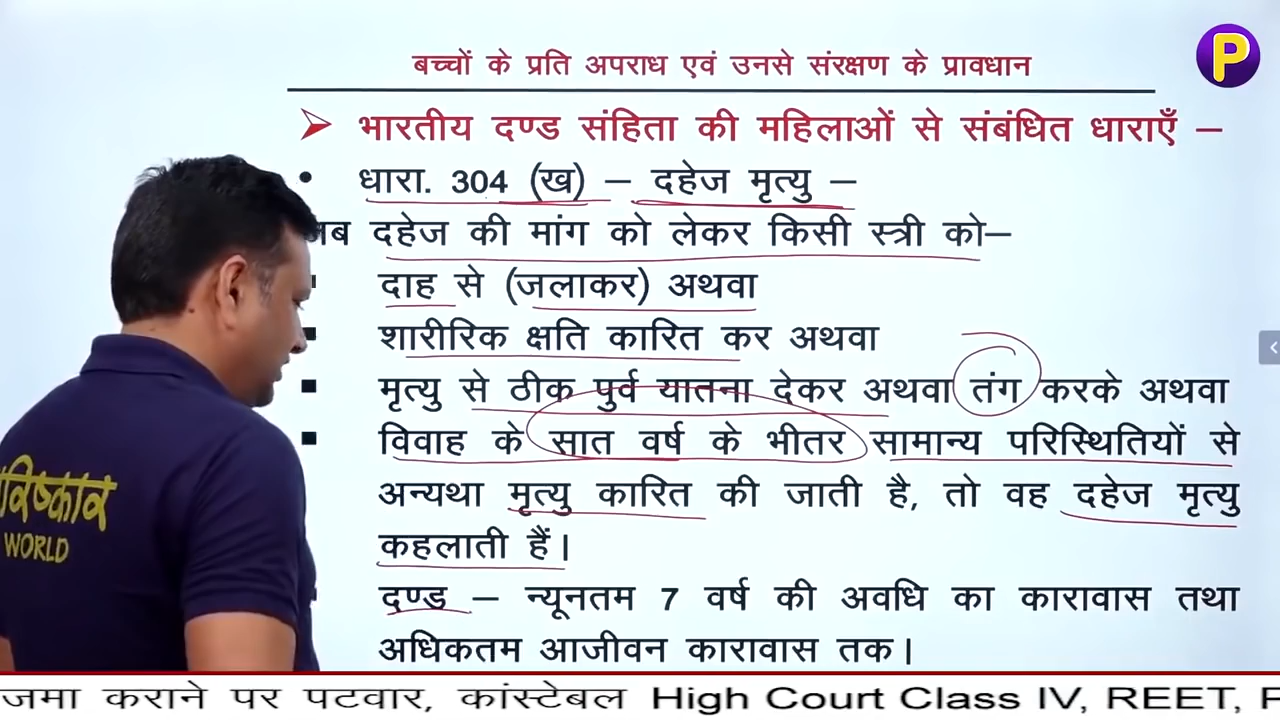 बच्चों के प्रति अपराध एवं उनसे संरक्षण के प्रावधान
P
➢ भारतीय दण्ड संहिता की महिलाओं से संबंधित धाराएँ –
• धारा. 304 (ख) – दहेज मृत्यु –
दहेज की मांग को लेकर किसी स्त्री को–
दाह से (जलाकर) अथवा
▪ शारीरिक क्षति कारित कर अथवा
▪ मृत्यु से ठीक पुर्व यातना देकर अथवा तंग करके अथवा
▪ विवाह के सात वर्ष के भीतर सामान्य परिस्थितियों से
अन्यथा मृत्यु कारित की जाती है, तो वह दहेज मृत्यु
कहलाती हैं।
दण्ड – न्यूनतम 7 वर्ष की अवधि का कारावास तथा
अधिकतम आजीवन कारावास तक।
WORLD
जमा कराने पर पटवार, कांस्टेबल High Court Class IV, REET,